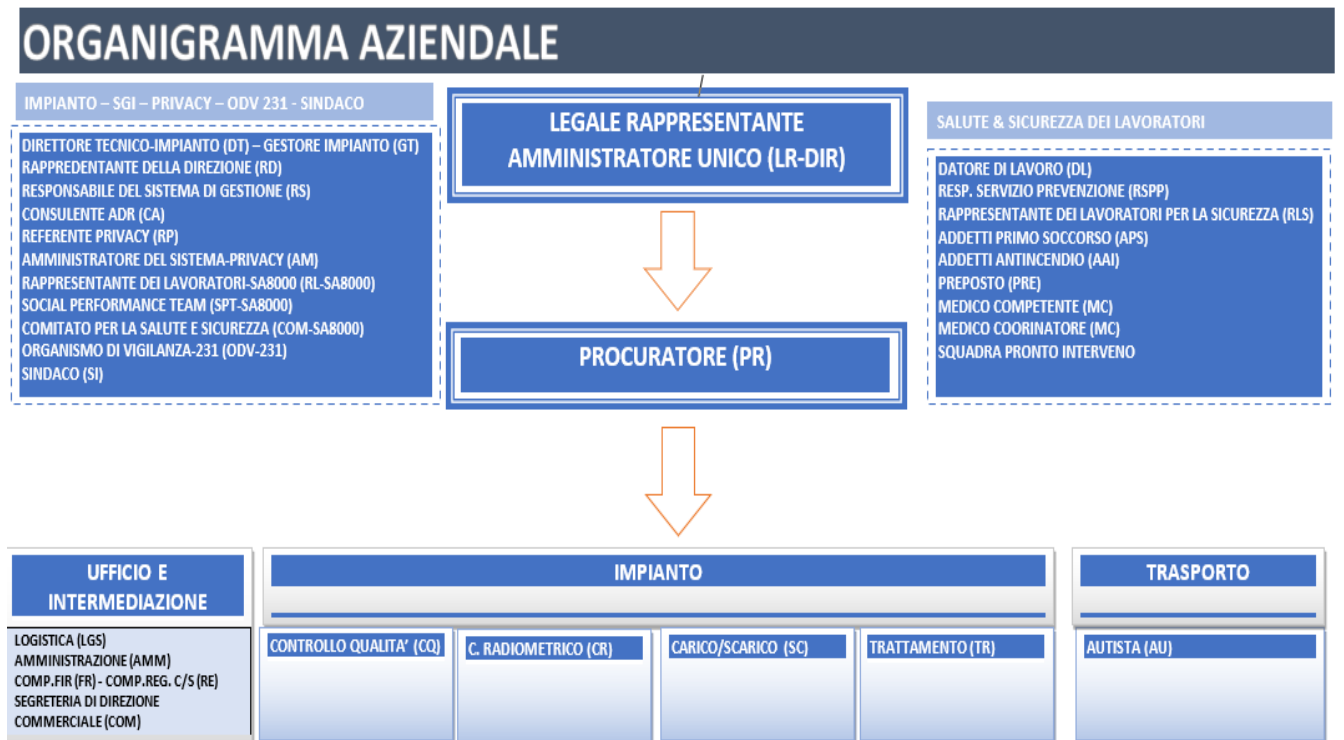 ORGANIGRAMMA AZIENDALE
IMPIANTO – SGI – PRIVACY – ODV 231 - SINDACO
DIRETTORE TECNICO-IMPIANTO (DT) – GESTORE IMPIANTO (GT)
RAPPREDENTANTE DELLA DIREZIONE (RD)
RESPONSABILE DEL SISTEMA DI GESTIONE (RS)
CONSULENTE ADR (CA)
REFERENTE PRIVACY (RP)
AMMINISTRATORE DEL SISTEMA-PRIVACY (AM)
RAPPRESENTANTE DEI LAVORATORI-SA8000 (RL-SA8000)
SOCIAL PERFORMANCE TEAM (SPT-SA8000)
COMITATO PER LA SALUTE E SICUREZZA (COM-SA8000)
ORGANISMO DI VIGILANZA-231 (ODV-231)
SINDACO (SI)
LEGALE RAPPRESENTANTE
AMMINISTRATORE UNICO (LR-DIR)
PROCURATORE (PR)
SALUTE & SICUREZZA DEI LAVORATORI
DATORE DI LAVORO (DL)
RESP. SERVIZIO PREVENZIONE (RSPP)
RAPPRESENTANTE DEI LAVORATORI PER LA SICUREZZA (RLS)
ADDETTI PRIMO SOCCORSO (APS)
ADDETTI ANTINCENDIO (AAI)
PREPOSTO (PRE)
MEDICO COMPETENTE (MC)
MEDICO COORINATORE (MC)
SQUADRA PRONTO INTERVENO
UFFICIO E
INTERMEDIAZIONE
LOGISTICA (LGS)
AMMINISTRAZIONE (AMM)
COMP.FIR (FR) - COMP.REG. C/S (RE)
SEGRETERIA DI DIREZIONE
COMMERCIALE (COM)
IMPIANTO
CONTROLLO QUALITA’ (CQ)
C. RADIOMETRICO (CR)
CARICO/SCARICO (SC)
TRATTAMENTO (TR)
TRASPORTO
AUTISTA (AU)